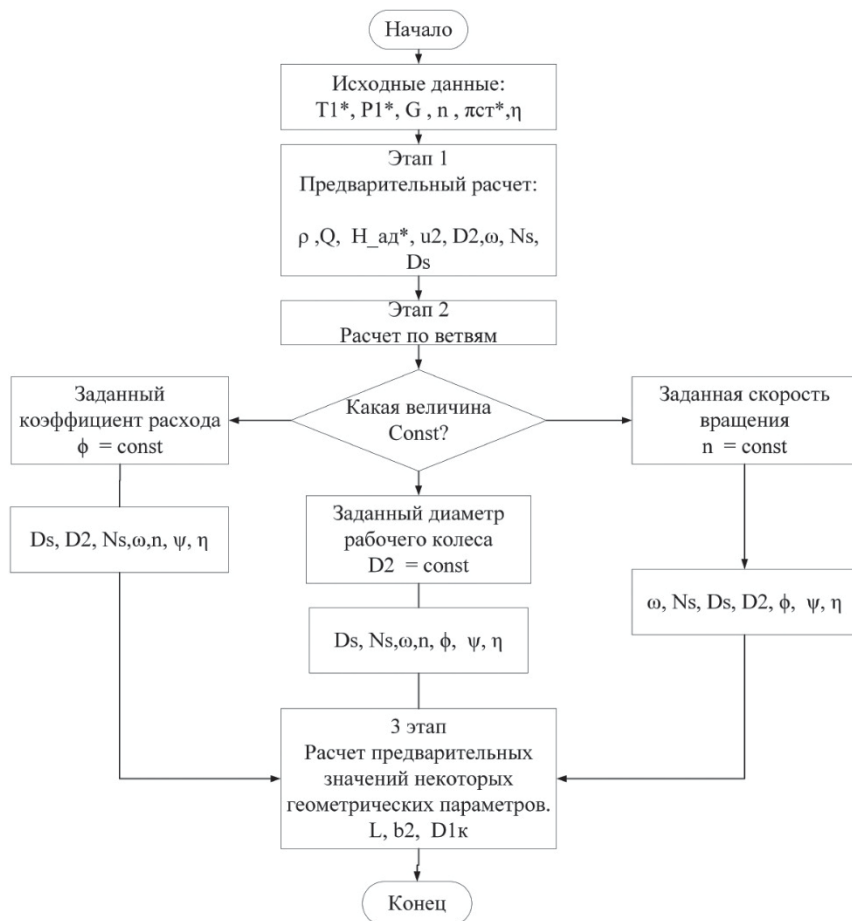 Начало
Исходные данные:
T1*, P1*, G , n , πст*,η
Этап 1
Предварительный расчет:
ρ ,Q, H_ад*, u2, D2,ω, Ns,
Ds
Этап 2
Расчет по ветвям
Какая величина
Const?
Заданный
коэффициент расхода
ϕ = const
Ds, D2, Ns,ω,n, ψ, η
Заданный диаметр
рабочего колеса
D2 = const
Ds, Ns,ω,n, ϕ, ψ, η
Заданная скорость
вращения
n = const
ω, Ns, Ds, D2, ϕ, ψ, η
3 этап
Расчет предварительных
значений некоторых
геометрических параметров.
L, b2, D1к
Конец